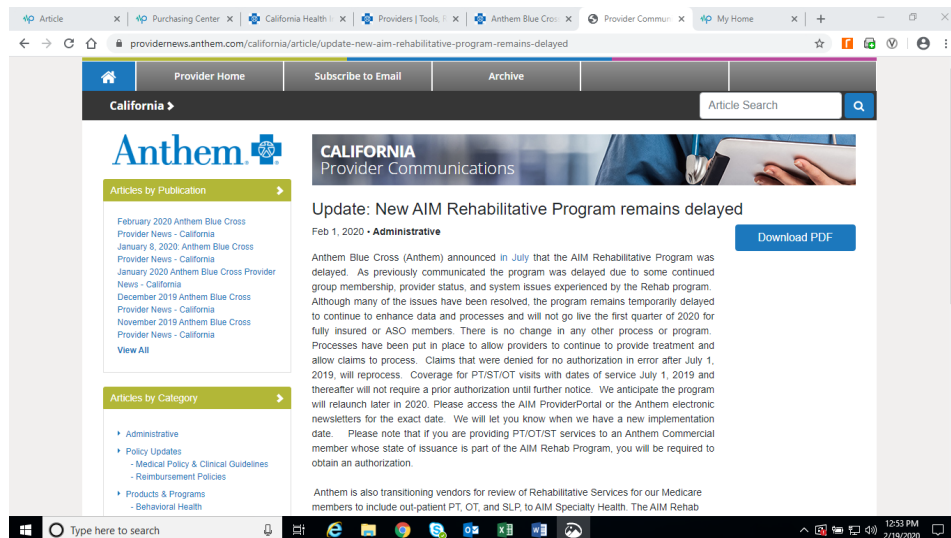 Article
Purchasing Center
California Health I
Providers | Tools,
Anthem Blue Cros
Provider Commun
My Home
providernews.anthem.com/california/article/update-new-aim-rehabilitative-program-remains-delayed
Provider Home
Subscribe to Email
Archive
California
Article Search
Anthem
CALIFORNIA
Provider Communications
Articles by Publication
February 2020 Anthem Blue Cross
Provider News - California
January 8, 2020: Anthem Blue Cross
Provider News - California
January 2020 Anthem Blue Cross Provider
News - California
December 2019 Anthem Blue Cross
Provider News - California
November 2019 Anthem Blue Cross
Provider News - California
View All
Articles by Category
Administrative
Policy Updates
- Medical Policy & Clinical Guidelines
- Reimbursement Policies
Products & Programs
- Behavioral Health
Update: New AIM Rehabilitative Program remains delayed
Feb 1, 2020 • Administrative
Download PDF
Anthem Blue Cross (Anthem) announced in July that the AIM Rehabilitative Program was
delayed. As previously communicated the program was delayed due to some continued
group membership, provider status, and system issues experienced by the Rehab program.
Although many of the issues have been resolved, the program remains temporarily delayed
to continue to enhance data and processes and will not go live the first quarter of 2020 for
fully insured or ASO members. There is no change in any other process or program.
Processes have been put in place to allow providers to continue to provide treatment and
allow claims to process. Claims that were denied for no authorization in error after July 1,
2019, will reprocess. Coverage for PT/ST/OT visits with dates of service July 1, 2019 and
thereafter will not require a prior authorization until further notice. We anticipate the program
will relaunch later in 2020. Please access the AIM ProviderPortal or the Anthem electronic
newsletters for the exact date. We will let you know when we have a new implementation
date. Please note that if you are providing PT/OT/ST services to an Anthem Commercial
member whose state of issuance is part of the AIM Rehab Program, you will be required to
obtain an authorization.
Anthem is also transitioning vendors for review of Rehabilitative Services for our Medicare
members to include out-patient PT, OT, and SLP, to AIM Specialty Health. The AIM Rehab
Type here to search
12:53 PM
2/19/2020